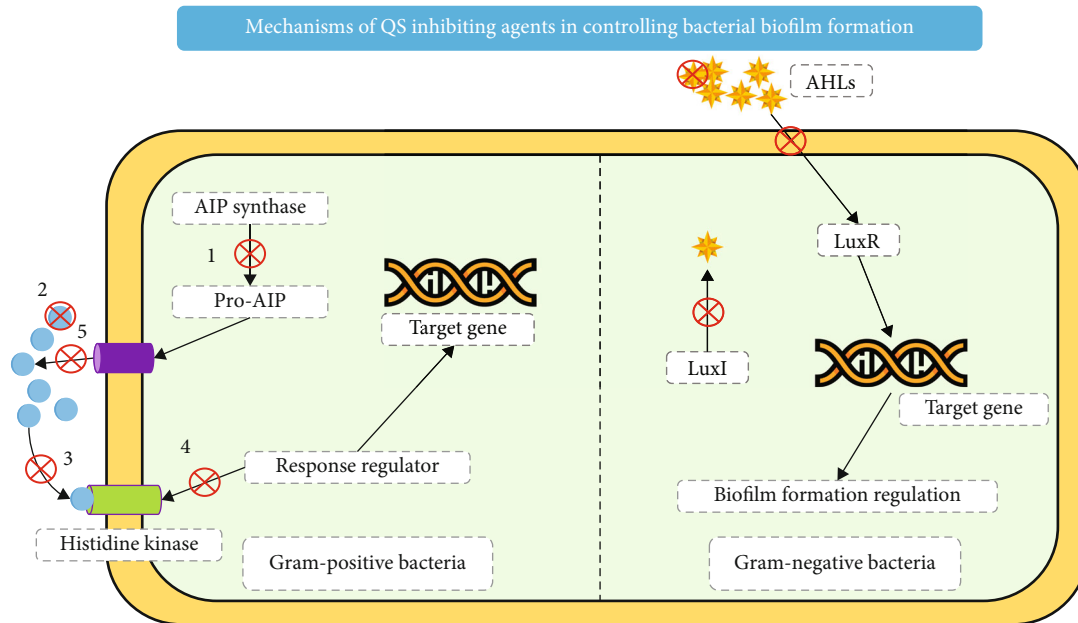 Mechanisms of QS inhibiting agents in controlling bacterial biofilm formation
AHLs
AIP synthase
1
Pro-AIP
2
5
Target gene
3
4
Response regulator
Histidine kinase
Gram-positive bacteria
LuxR
LuxI
Target gene
Biofilm formation regulation
Gram-negative bacteria